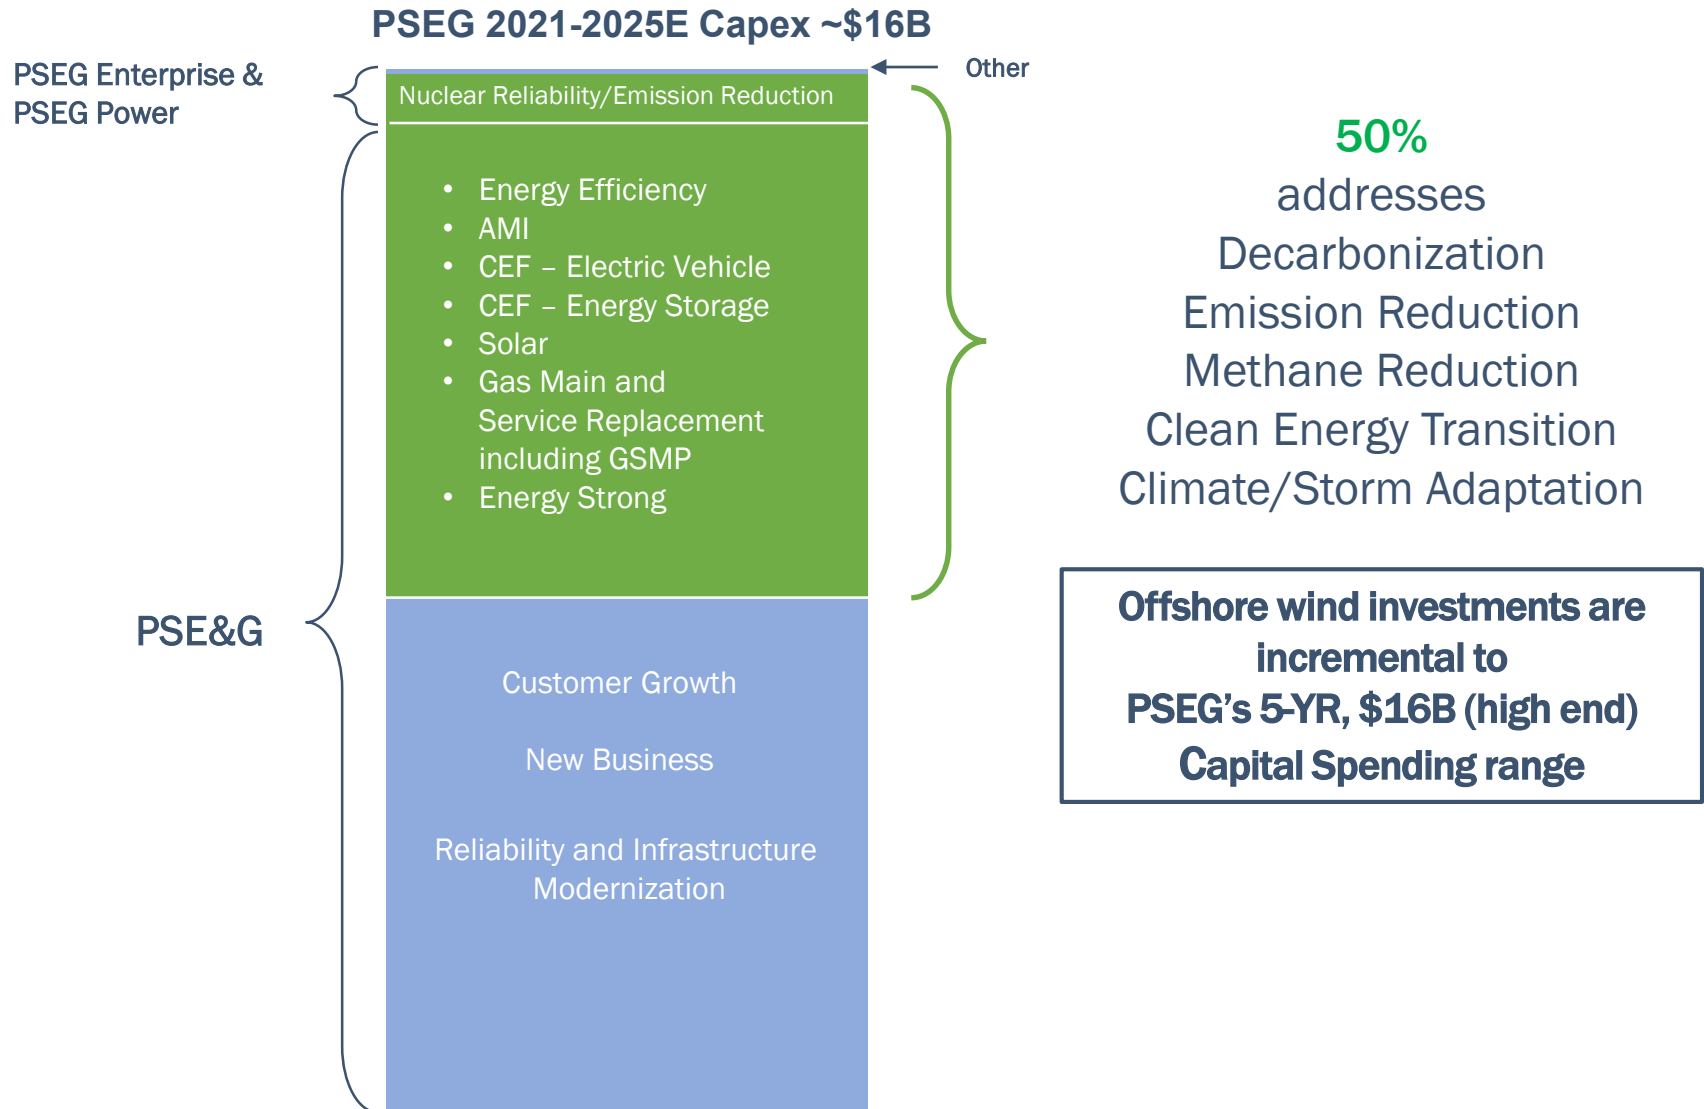 PSEG 2021-2025E Capex ~$16B
PSEG Enterprise &
PSEG Power
Other
Nuclear Reliability/Emission Reduction
• Energy Efficiency
• AMI
• CEF – Electric Vehicle
• CEF – Energy Storage
• Solar
• Gas Main and
Service Replacement
including GSMP
• Energy Strong
PSE&G
Customer Growth
New Business
Reliability and Infrastructure
Modernization
50%
addresses
Decarbonization
Emission Reduction
Methane Reduction
Clean Energy Transition
Climate/Storm Adaptation
Offshore wind investments are
incremental to
PSEG’s 5-YR, $16B (high end)
Capital Spending range